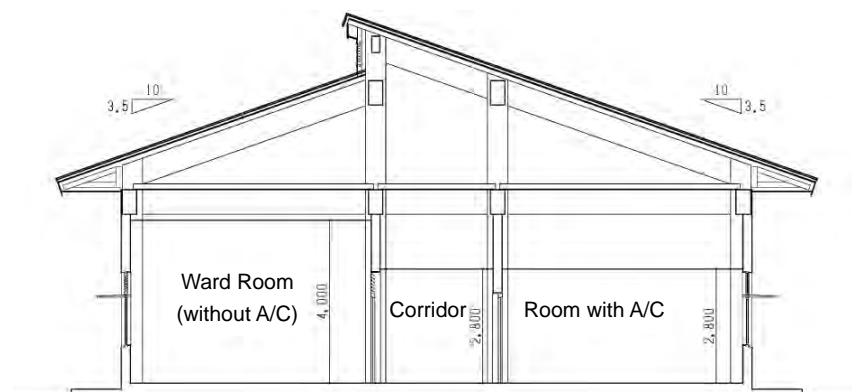 10
3.5
10
3.5
Ward Room
(without A/C)
4,000
Corridor
2,800
Room with A/C
2,800